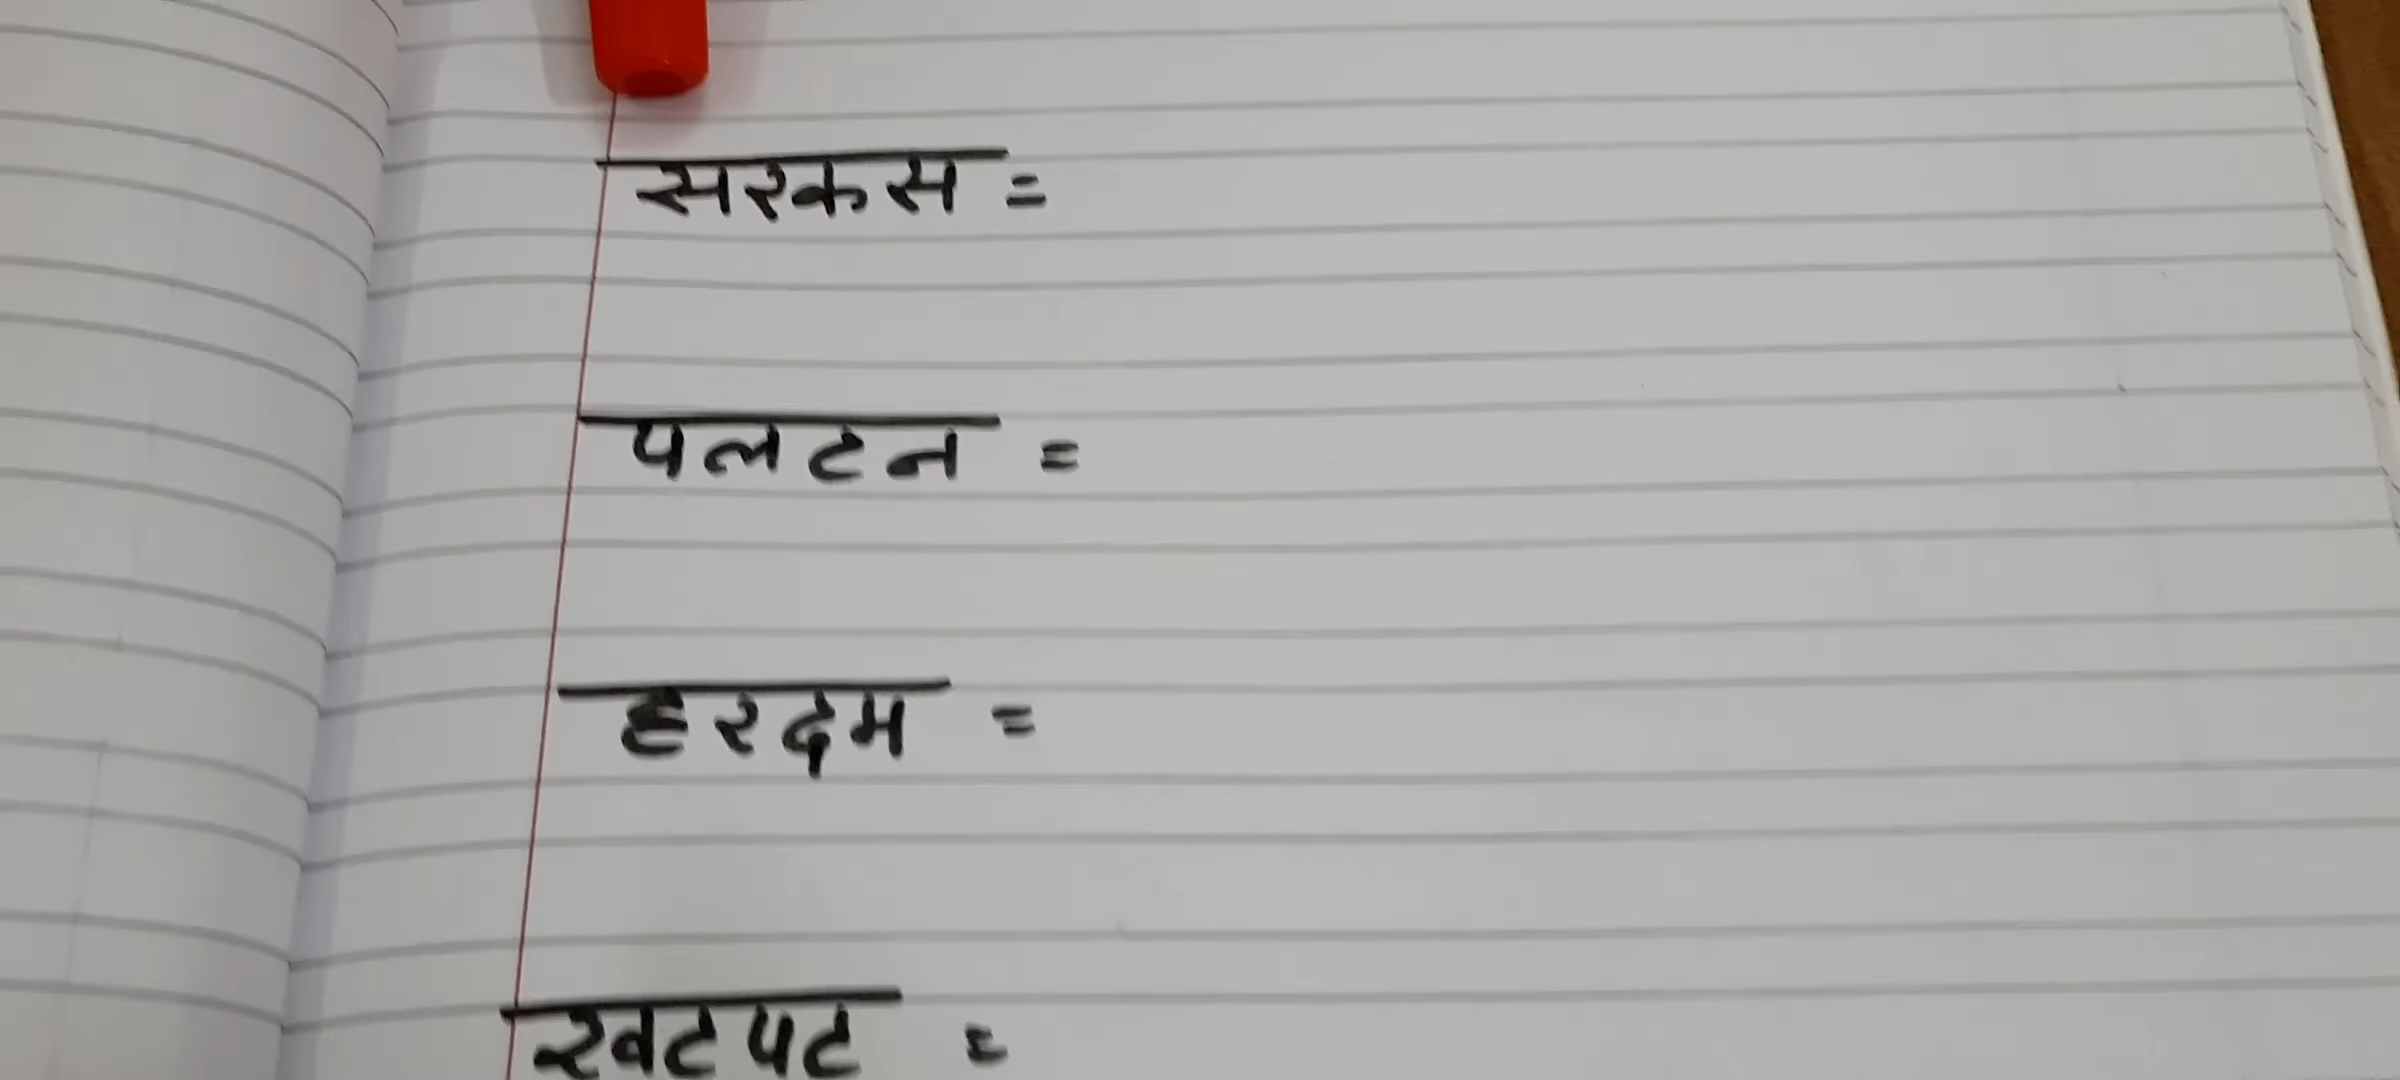 सरकस =
पलटन =
हरदम =
खटपट =